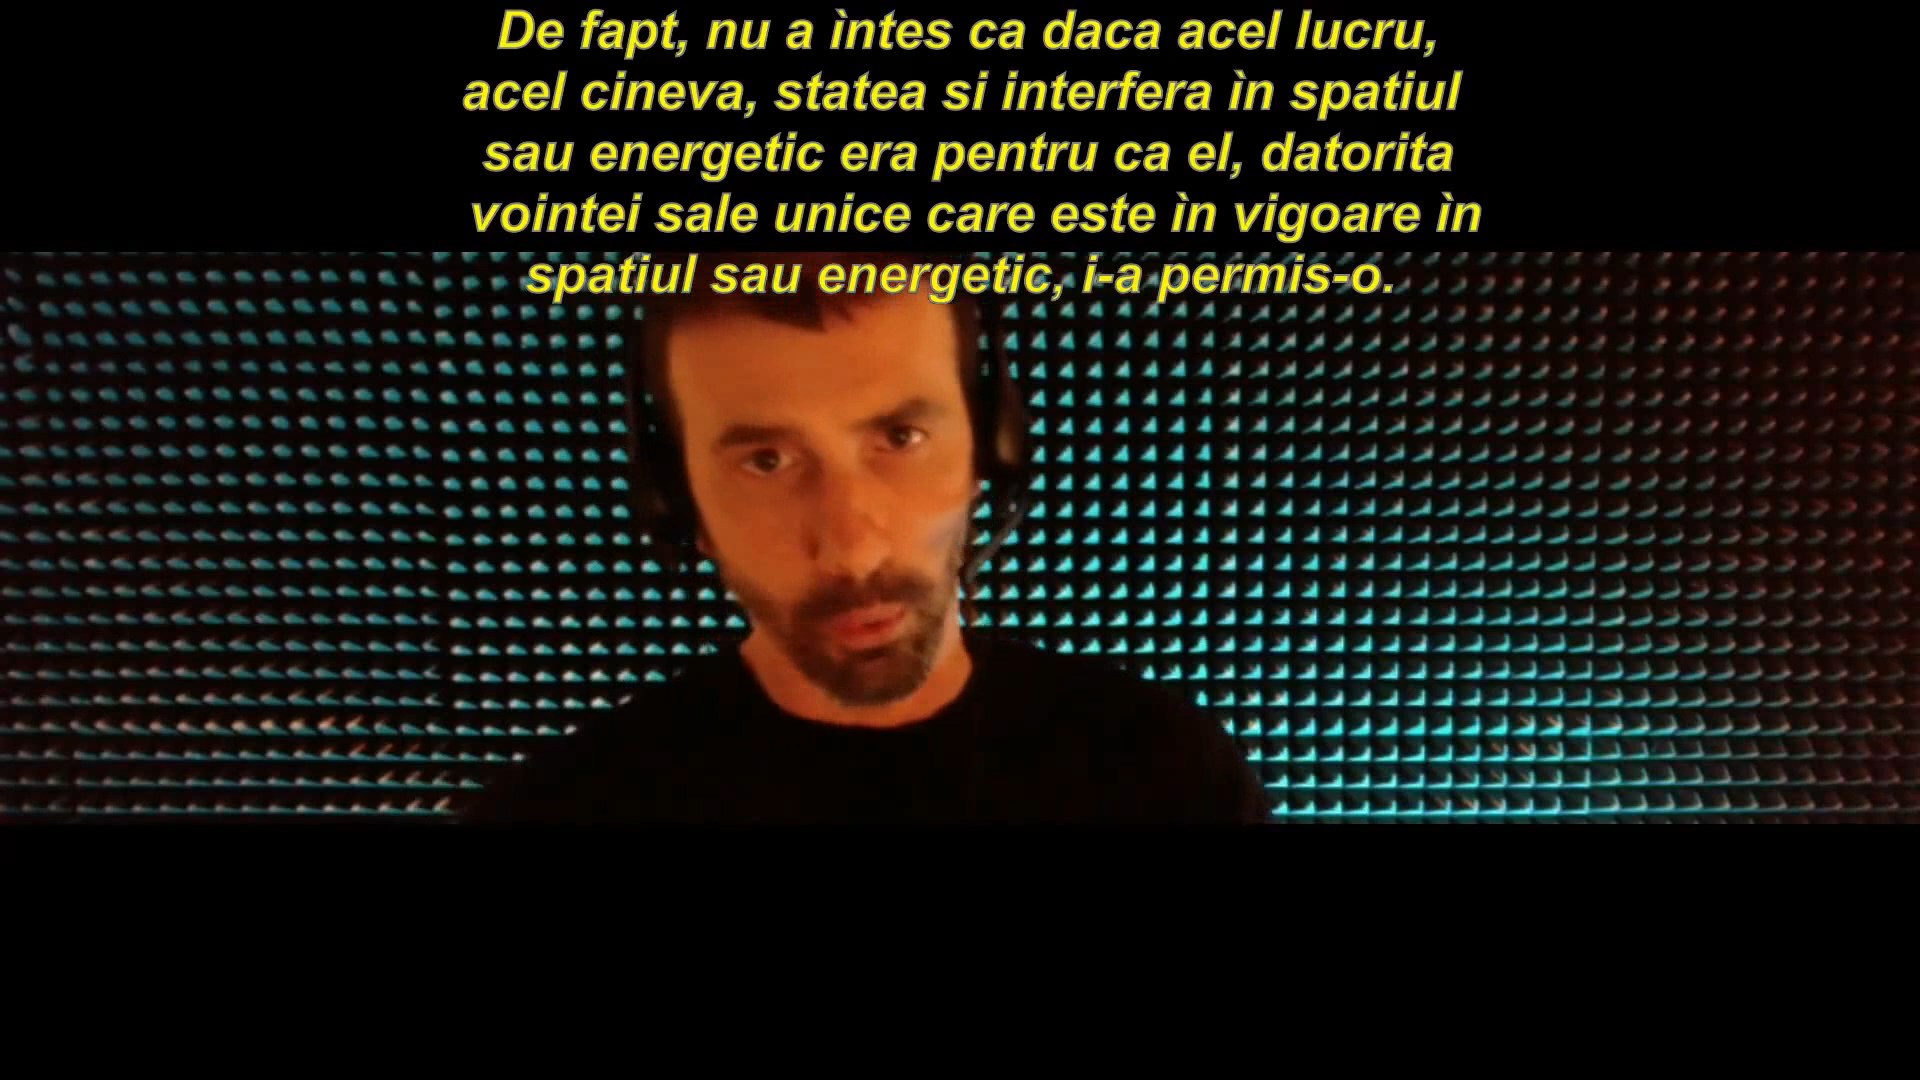 De fapt, nu a ìntes ca daca acel lucru,
acel cineva, statea si interfera ìn spatiul
sau energetic era pentru ca el, datorita
vointei sale unice care este ìn vigoare ìn
spatiul sau energetic, i-a permis-o.